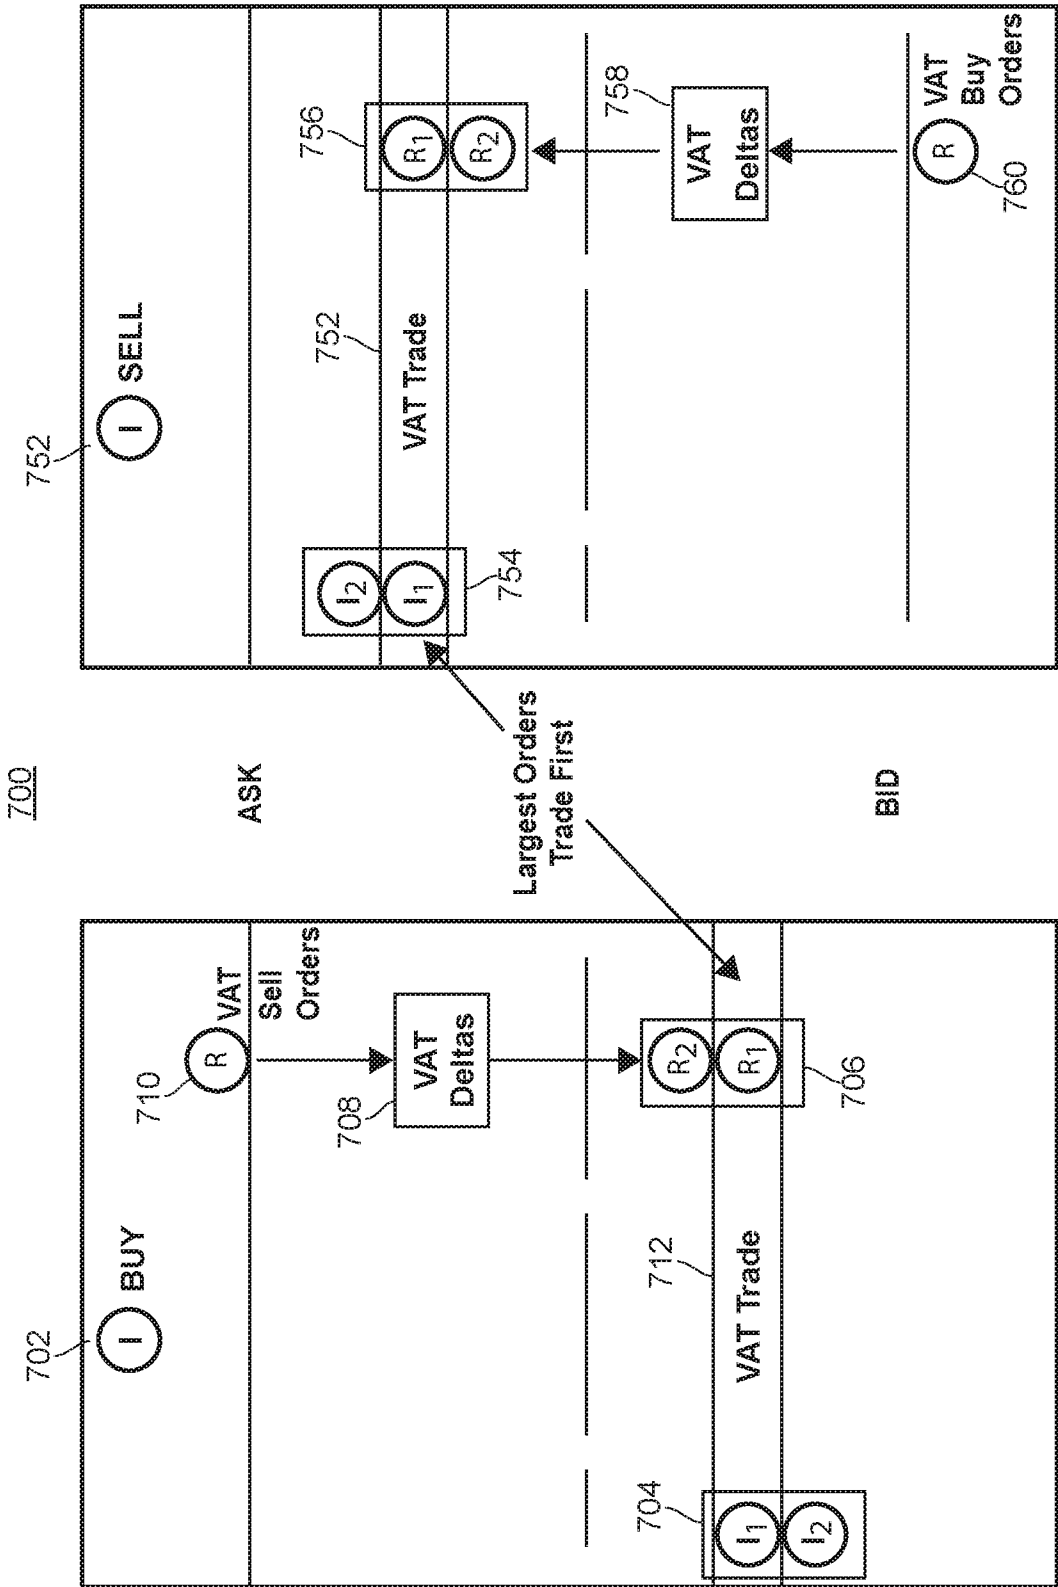 700
702
I BUY
710
R
VAT
Sell
Orders
708
VAT
Deltas
ASK
Largest Orders
Trade First
704
I1
I2
712
VAT Trade
R2
R1
706
BID
752
I SELL
I2
I1
754
752
VAT Trade
756
R1
R2
758
VAT
Deltas
R
760
VAT
Buy
Orders